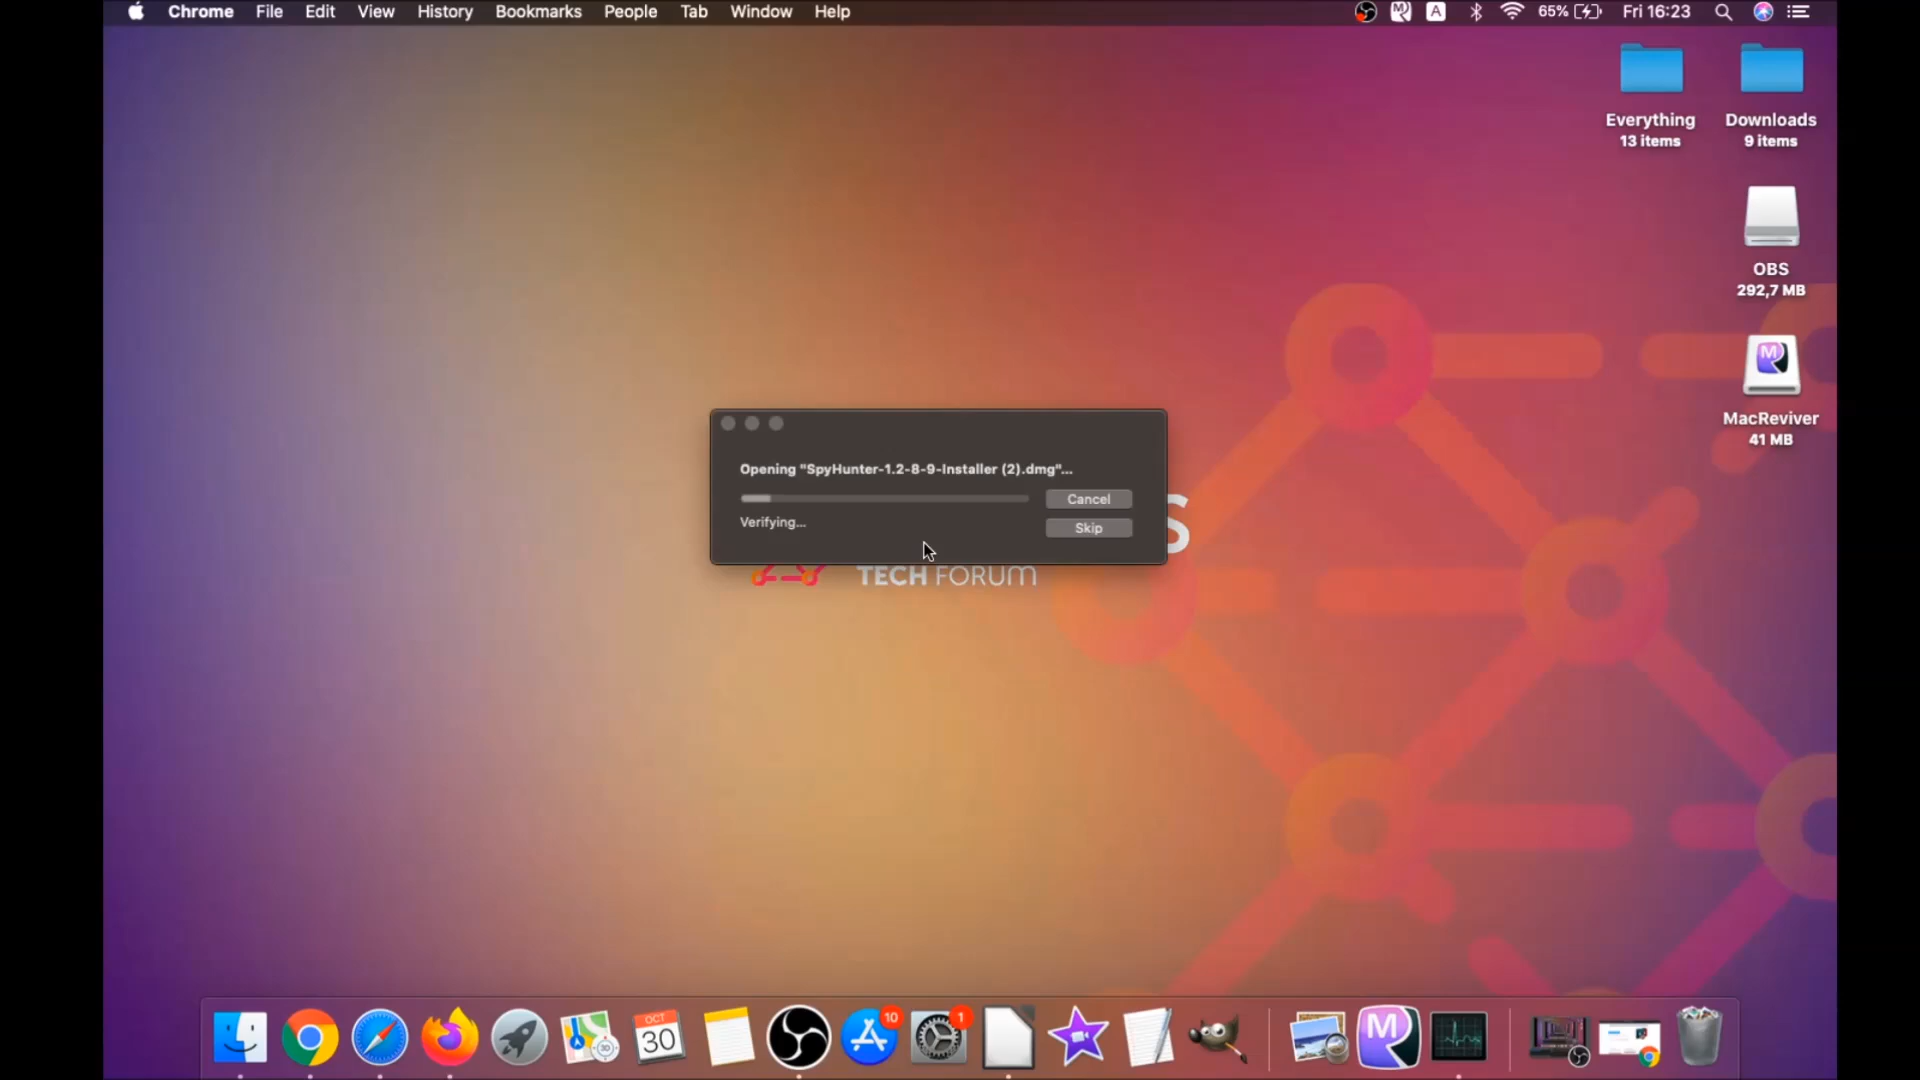 Chrome File Edit View History Bookmarks People Tab Window Help
A 65% Fri 16:23
Everything
13 items
Downloads
9 items
OBS
292,7 MB
M
MacReviver
41 MB
Opening "SpyHunter-1.2-8-9-Installer (2).dmg"...
Cancel
Verifying...
Skip
S
TECH FORUM
OCT
30
3D
10
1
M